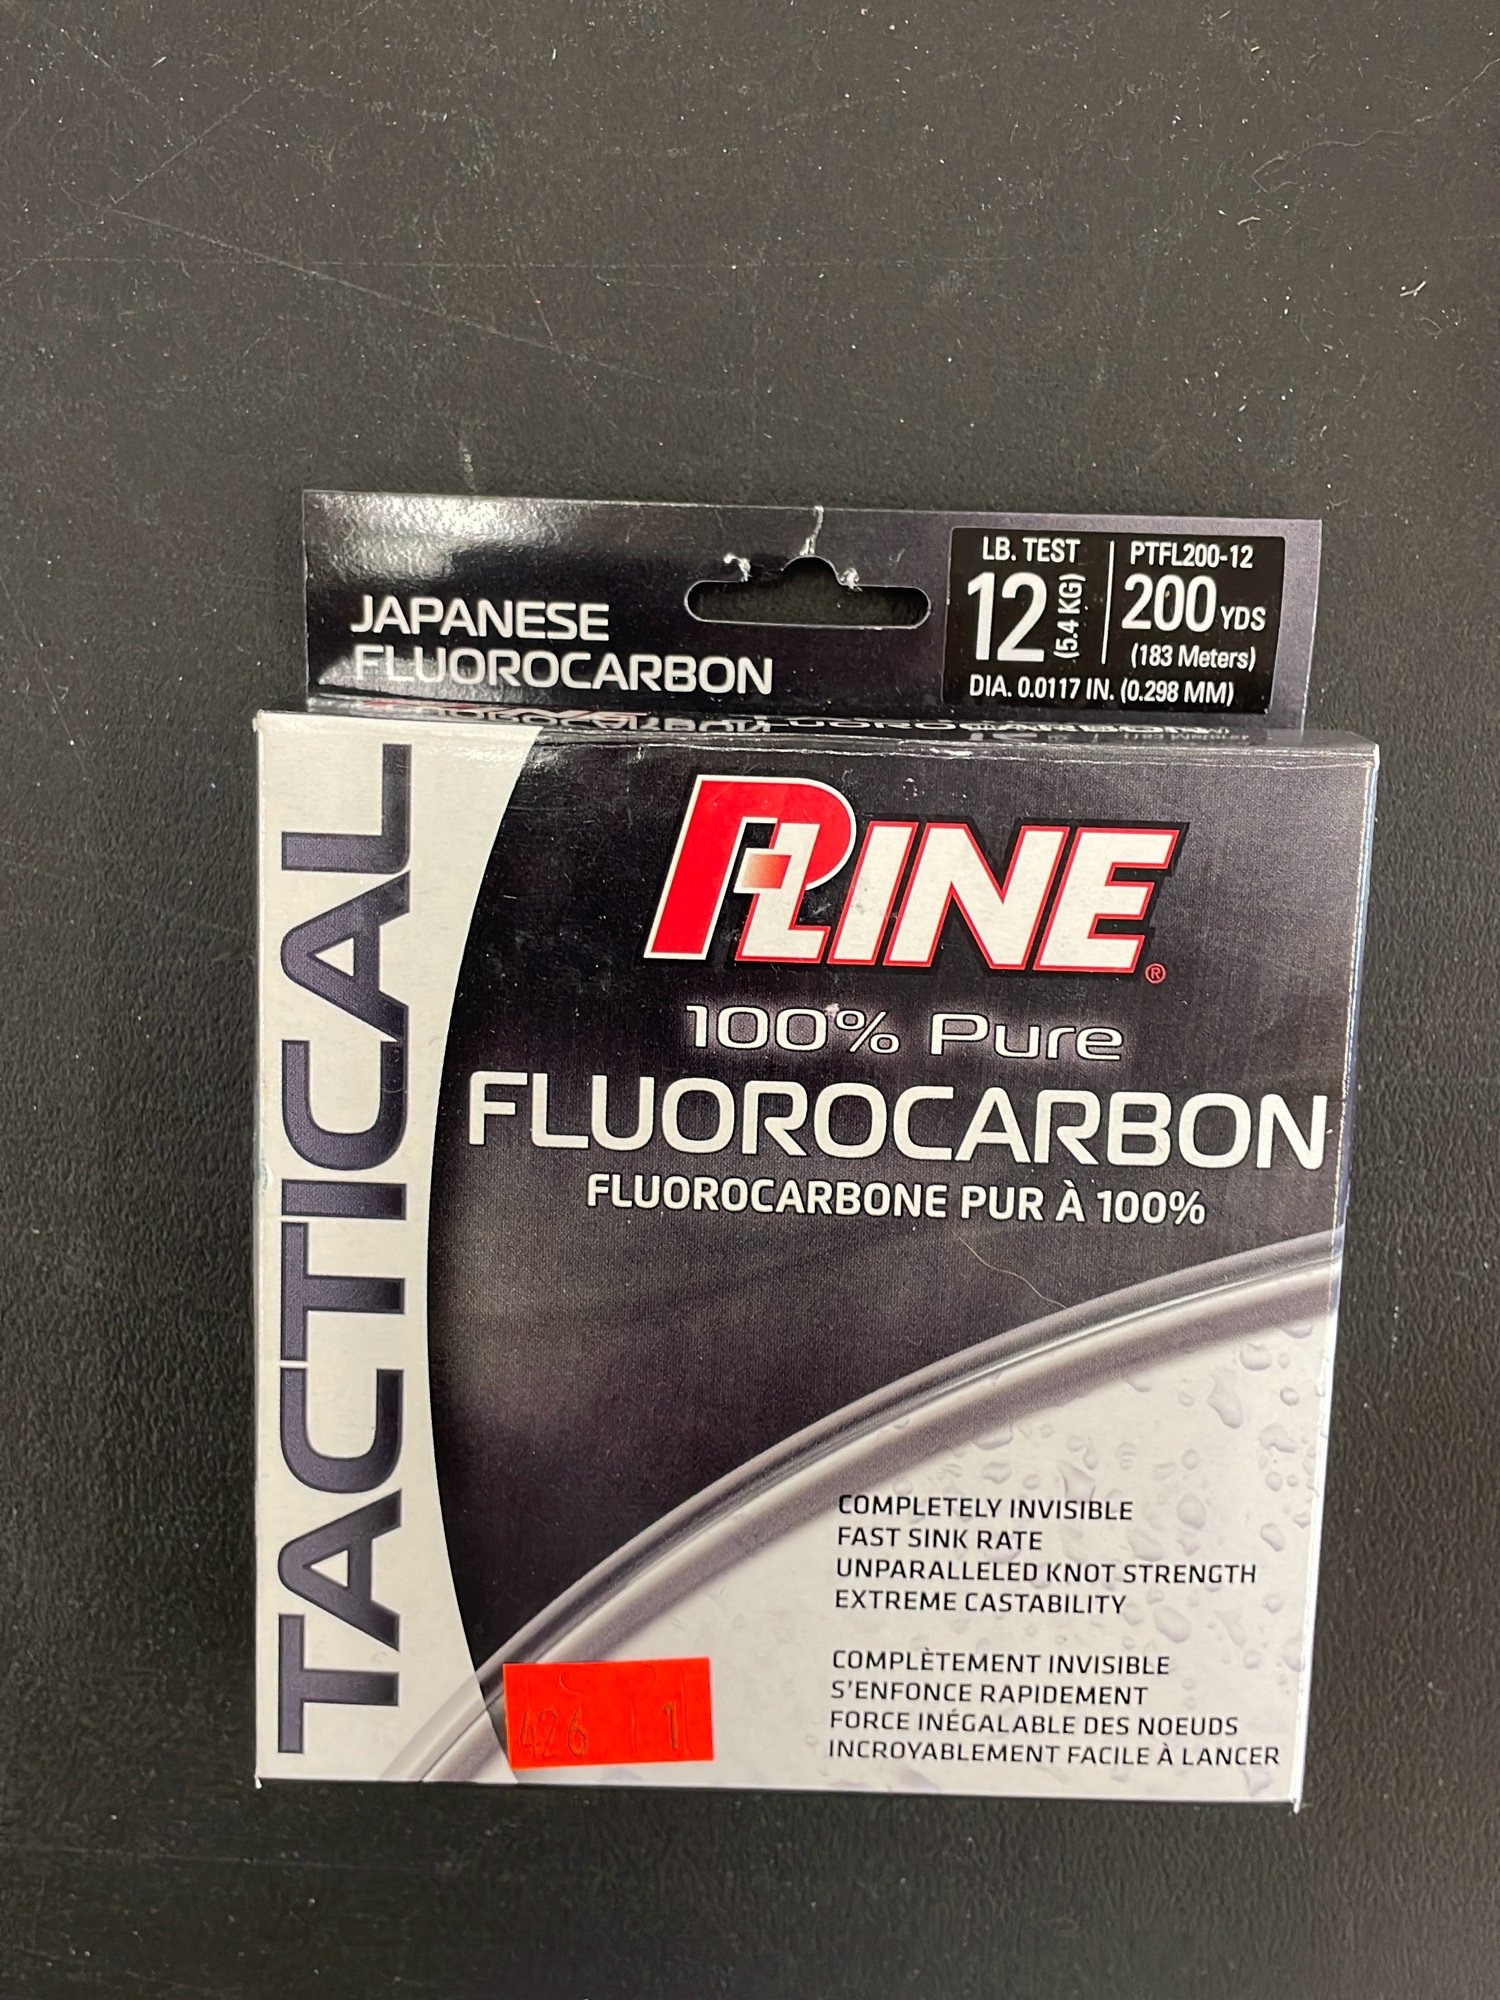 JAPANESE
FLUOROCARBON
LB. TEST
12 (5.4 KG)
PTFL200-12
200 YDS
(183 Meters)
DIA. 0.0117 IN. (0.298 MM)
TACTICAL
P-LINE®
100% Pure
FLUOROCARBON
FLUOROCARBONE PUR À 100%
COMPLETELY INVISIBLE
FAST SINK RATE
UNPARALLELED KNOT STRENGTH
EXTREME CASTABILITY
COMPLÈTEMENT INVISIBLE
S'ENFONCE RAPIDEMENT
FORCE INÉGALABLE DES NOEUDS
INCROYABLEMENT FACILE À LANCER
426 1